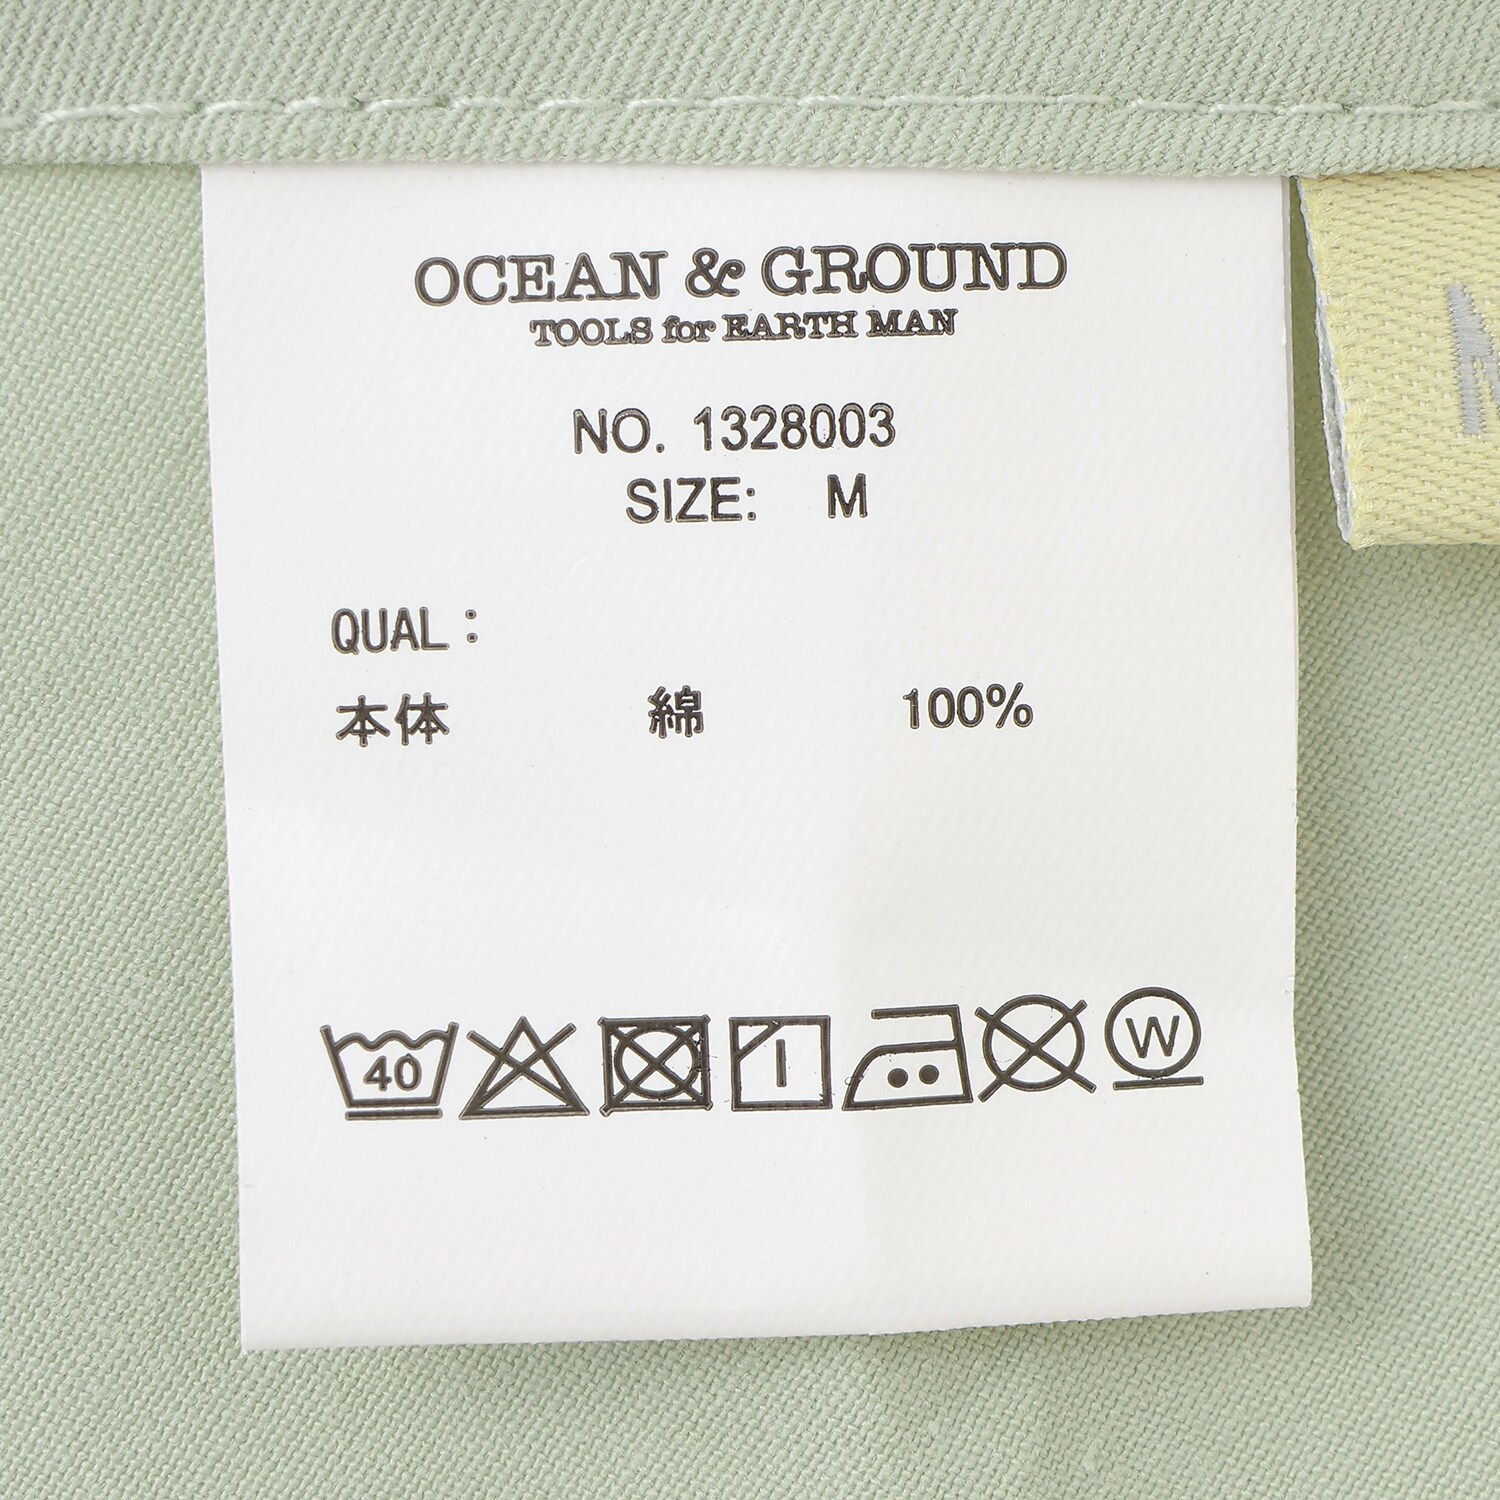 OCEAN & GROUND
TOOLS for EARTH MAN
NO. 1328003
SIZE: M
QUAL:
本体 綿 100%
40
W